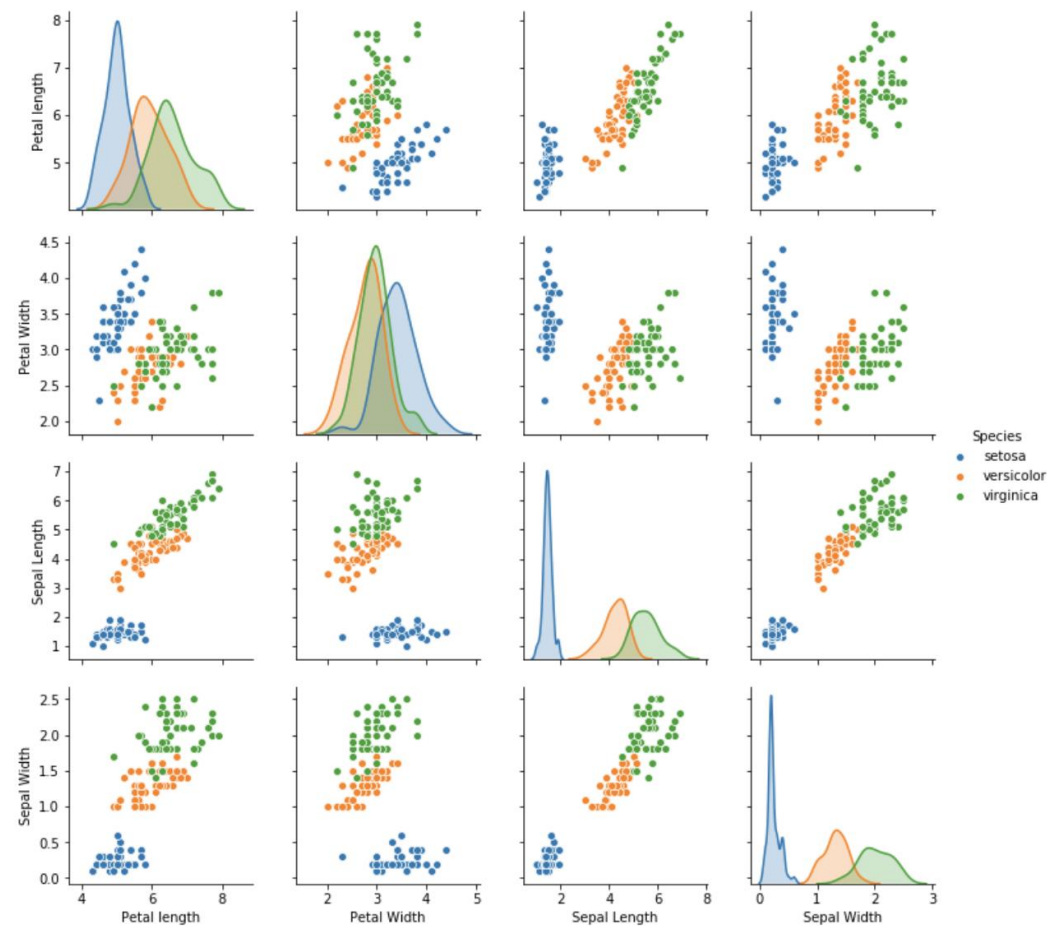 8
7
6
5
Petal length
4.5
4.0
3.5
3.0
2.5
2.0
Petal Width
7
6
5
4
3
2
1
Sepal Length
2.5
2.0
1.5
1.0
0.5
0.0
Sepal Width
4 6 8
Petal length
2 3 4 5
Petal Width
2 4 6 8
Sepal Length
0 1 2 3
Sepal Width
Species
setosa
versicolor
virginica